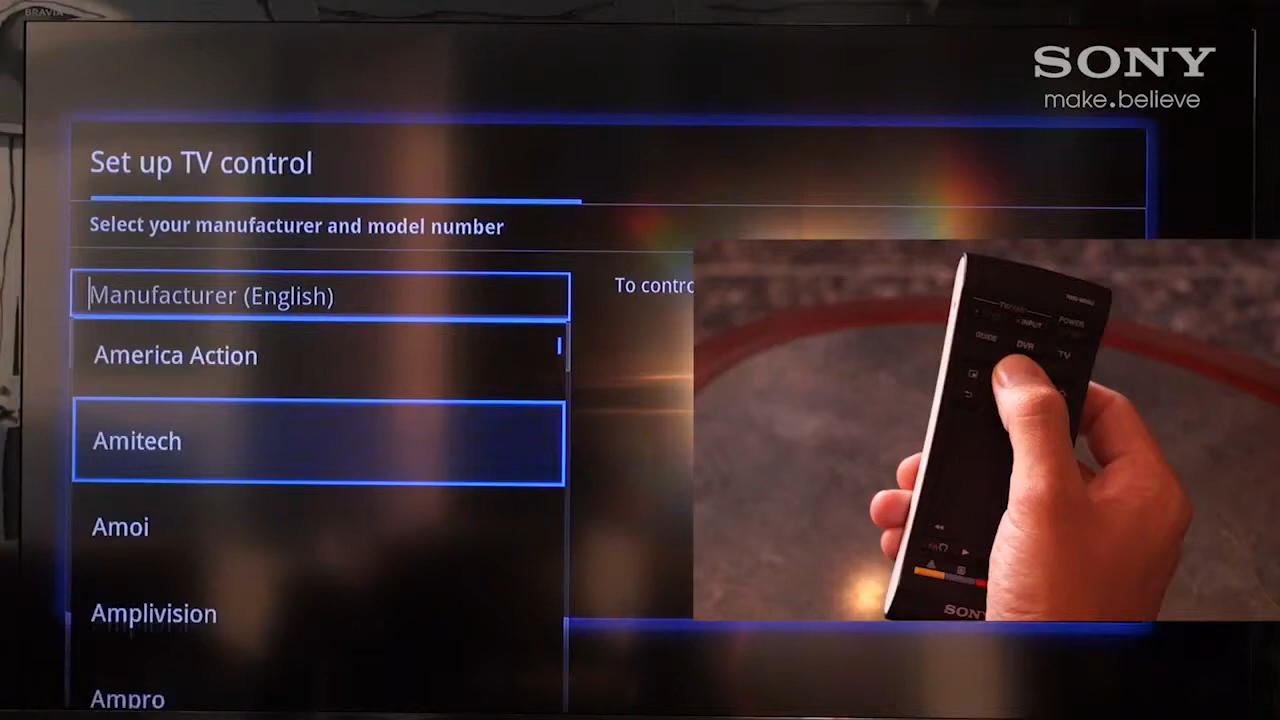 BRAVIA
SONY
make.believe
Set up TV control
Select your manufacturer and model number
Manufacturer (English)
To contro
America Action
Amitech
Amoi
Amplivision
Ampro
INPUT
POWER
GUIDE
DVR
TV
SONY